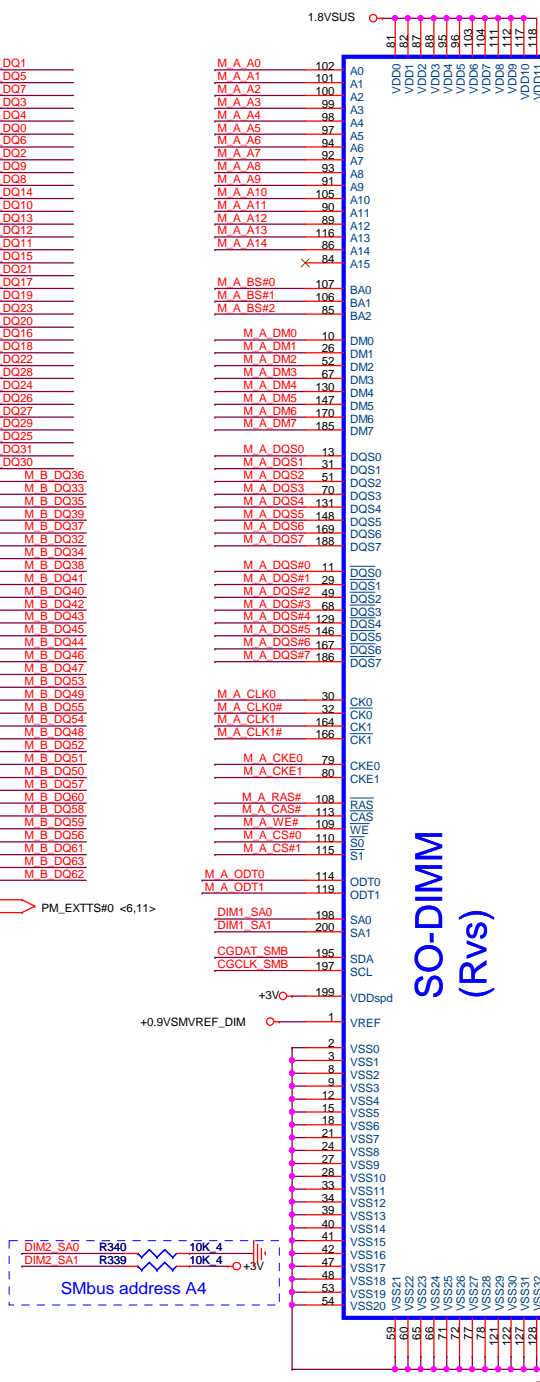 1.8VSUS
81 82 87 88 95 96 103 104 111 112 117 118
VDD0 VDD1 VDD2 VDD3 VDD4 VDD5 VDD6 VDD7 VDD8 VDD9 VDD10 VDD11
DQ1
DQ5
DQ7
DQ3
DQ4
DQ0
DQ6
DQ2
DQ9
DQ8
DQ14
DQ10
DQ13
DQ12
DQ11
DQ15
DQ21
DQ17
DQ19
DQ23
DQ20
DQ16
DQ18
DQ22
DQ28
DQ24
DQ26
DQ27
DQ29
DQ25
DQ31
DQ30
M_B_DQ36
M_B_DQ33
M_B_DQ35
M_B_DQ39
M_B_DQ37
M_B_DQ32
M_B_DQ34
M_B_DQ38
M_B_DQ41
M_B_DQ40
M_B_DQ42
M_B_DQ43
M_B_DQ45
M_B_DQ44
M_B_DQ46
M_B_DQ47
M_B_DQ53
M_B_DQ49
M_B_DQ55
M_B_DQ54
M_B_DQ48
M_B_DQ52
M_B_DQ51
M_B_DQ50
M_B_DQ57
M_B_DQ60
M_B_DQ58
M_B_DQ59
M_B_DQ56
M_B_DQ61
M_B_DQ63
M_B_DQ62
PM_EXTTS#0 <6,11>
M_A_A0 102 A0
M_A_A1 101 A1
M_A_A2 100 A2
M_A_A3 99 A3
M_A_A4 98 A4
M_A_A5 97 A5
M_A_A6 94 A6
M_A_A7 92 A7
M_A_A8 93 A8
M_A_A9 91 A9
M_A_A10 105 A10
M_A_A11 90 A11
M_A_A12 89 A12
M_A_A13 116 A13
M_A_A14 86 A14
84 A15
M_A_BS#0 107 BA0
M_A_BS#1 106 BA1
M_A_BS#2 85 BA2
M_A_DM0 10 DM0
M_A_DM1 26 DM1
M_A_DM2 52 DM2
M_A_DM3 67 DM3
M_A_DM4 130 DM4
M_A_DM5 147 DM5
M_A_DM6 170 DM6
M_A_DM7 185 DM7
M_A_DQS0 13 DQS0
M_A_DQS1 31 DQS1
M_A_DQS2 51 DQS2
M_A_DQS3 70 DQS3
M_A_DQS4 131 DQS4
M_A_DQS5 148 DQS5
M_A_DQS6 169 DQS6
M_A_DQS7 188 DQS7
M_A_DQS#0 11 DQS0
M_A_DQS#1 29 DQS1
M_A_DQS#2 49 DQS2
M_A_DQS#3 68 DQS3
M_A_DQS#4 129 DQS4
M_A_DQS#5 146 DQS5
M_A_DQS#6 167 DQS6
M_A_DQS#7 186 DQS7
M_A_CLK0 30 CK0
M_A_CLK0# 32 CK0
M_A_CLK1 164 CK1
M_A_CLK1# 166 CK1
M_A_CKE0 79 CKE0
M_A_CKE1 80 CKE1
M_A_RAS# 108 RAS
M_A_CAS# 113 CAS
M_A_WE# 109 WE
M_A_CS#0 110 S0
M_A_CS#1 115 S1
M_A_ODT0 114 ODT0
M_A_ODT1 119 ODT1
DIM1_SA0 198 SA0
DIM1_SA1 200 SA1
CGDAT_SMB 195 SDA
CGCLK_SMB 197 SCL
+3V 199 VDDspd
+0.9VSMVREF_DIM 1 VREF
2 VSS0
3 VSS1
8 VSS2
9 VSS3
12 VSS4
15 VSS5
18 VSS6
21 VSS7
24 VSS8
27 VSS9
28 VSS10
33 VSS11
34 VSS12
39 VSS13
40 VSS14
41 VSS15
42 VSS16
47 VSS17
48 VSS18
53 VSS19
54 VSS20
SO-DIMM
(Rvs)
VSS21 VSS22 VSS23 VSS24 VSS25 VSS26 VSS27 VSS28 VSS29 VSS30 VSS31 VSS32
59 60 65 66 71 72 77 78 121 122 127 128
DIM2_SA0 R340 10K_4
DIM2_SA1 R339 10K_4 +3V
SMbus address A4